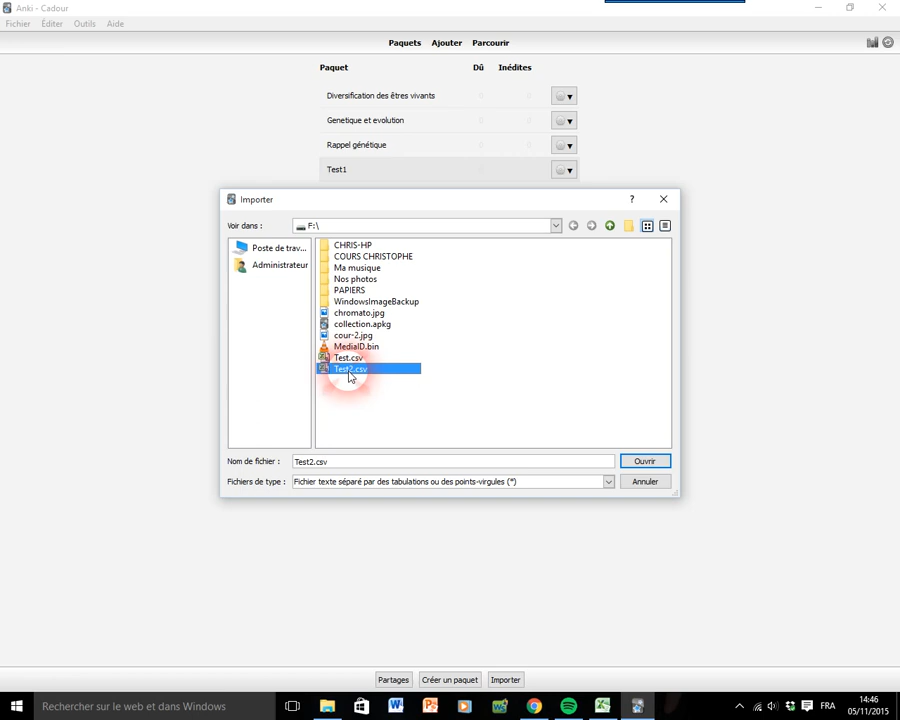 Anki - Cadour
Fichier Éditer Outils Aide
Paquets Ajouter Parcourir
Paquet Dû Inédites
Diversification des êtres vivants
Genetique et evolution
Rappel génétique
Test1
Importer
Voir dans : F:\
Poste de trav...
Administrateur
CHRIS-HP
COURS CHRISTOPHE
Ma musique
Nos photos
PAPIERS
WindowsImageBackup
chromato.jpg
collection.apkg
cour-2.jpg
MediaID.bin
Test.csv
Test2.csv
Nom de fichier : Test2.csv Ouvrir
Fichiers de type : Fichier texte séparé par des tabulations ou des points-virgules (*) Annuler
Partages Créer un paquet Importer
Rechercher sur le web et dans Windows
FRA
14:46
05/11/2015